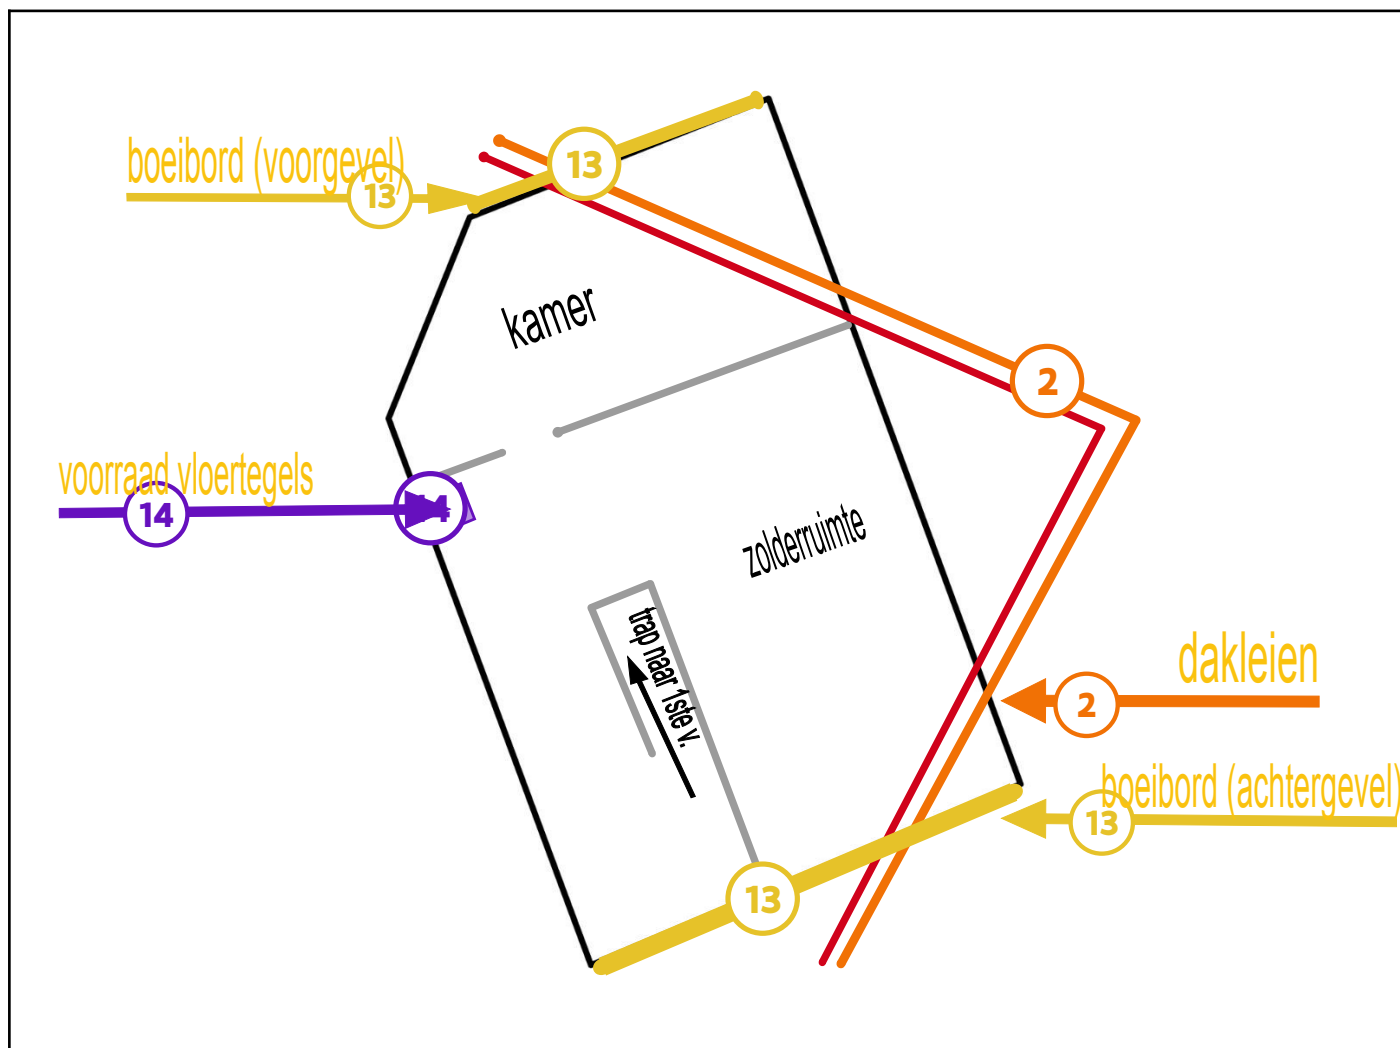 boeibord (voorgevel)
13
13
kamer
2
voorraad vloertegels
14
zolderruimte
trap naar 1ste v.
dakleien
2
boeibord (achtergevel)
13
13